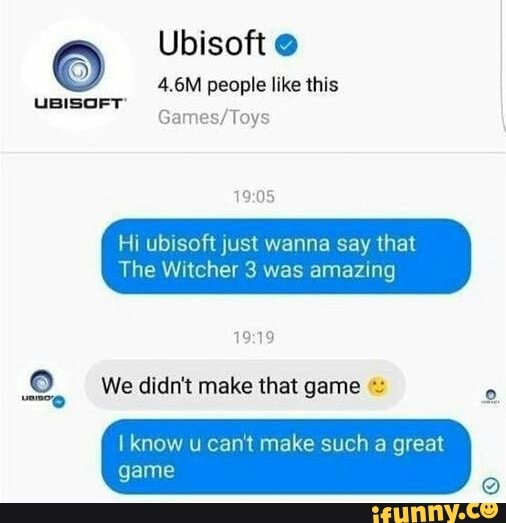 Ubisoft
4.6M people like this
UBISOFT
Games/Toys
19:05
Hi ubisoft just wanna say that
The Witcher 3 was amazing
19:19
We didn't make that game 🙂
I know u can't make such a great
game
ifunny.co